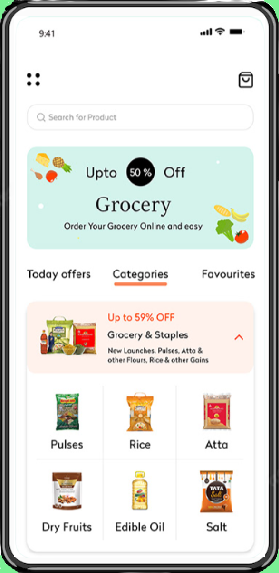 9:41
Search for Product
Upto 50 % Off
Grocery
Order Your Grocery Online and easy
Today offers Categories Favourites
Up to 59% OFF
Grocery & Staples
New Launches. Pulses, Atta &
other Flours, Rice & other Gains
Pulses Rice Atta
TATA
Salt
Dry Fruits Edible Oil Salt